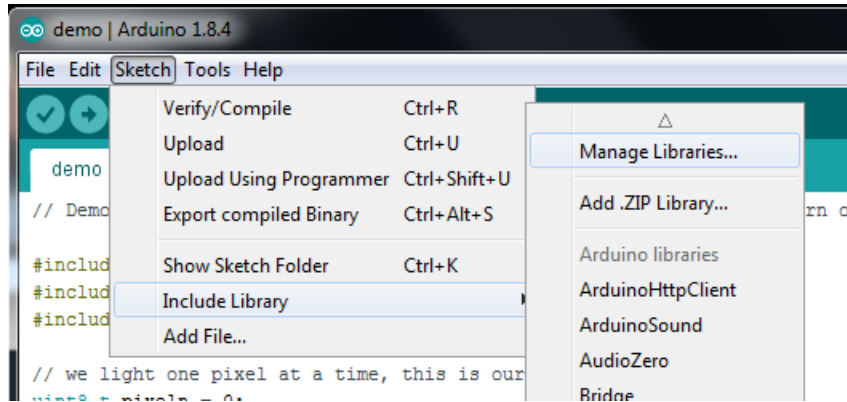 demo | Arduino 1.8.4
File Edit Sketch Tools Help
Verify/Compile Ctrl+R
Upload Ctrl+U
Upload Using Programmer Ctrl+Shift+U
Export compiled Binary Ctrl+Alt+S
Show Sketch Folder Ctrl+K
Include Library
Add File...
Manage Libraries...
Add .ZIP Library...
Arduino libraries
ArduinoHttpClient
ArduinoSound
AudioZero
Bridge
demo
// Demo
#includ
#includ
#includ
// we light one pixel at a time, this is our
uint8_t pixeln = 0;